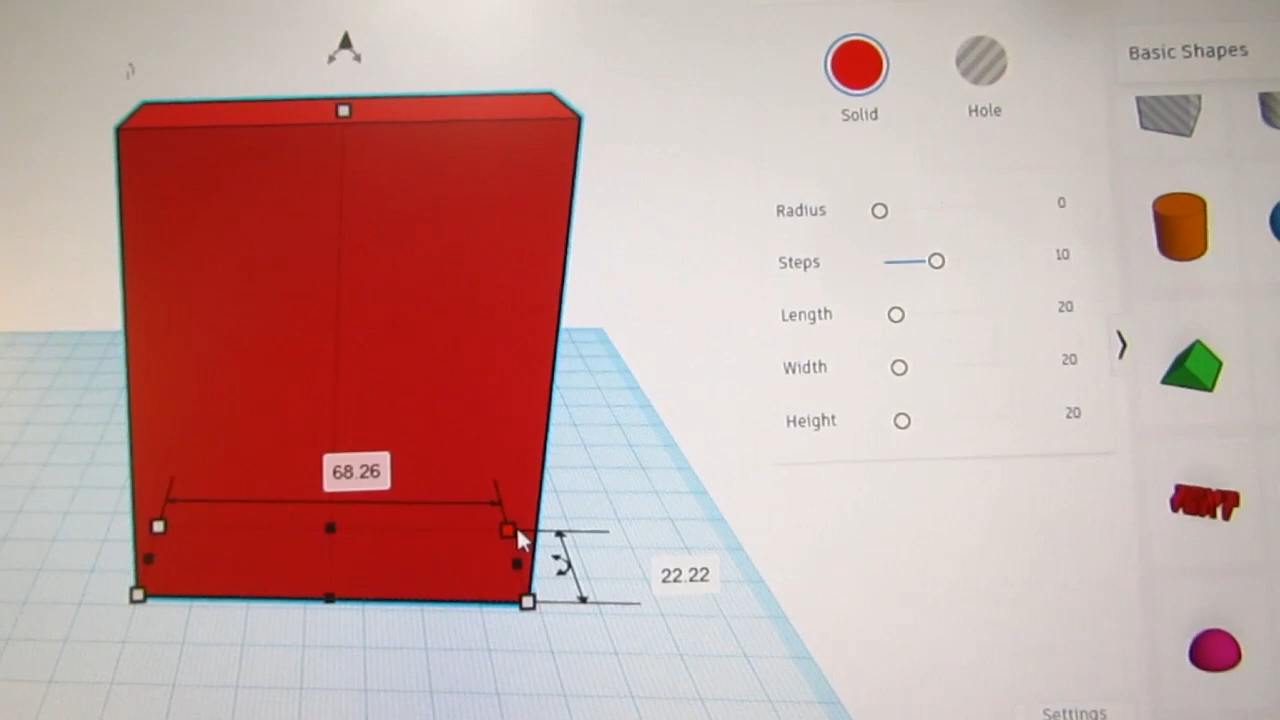 Basic Shapes
Solid
Hole
Radius 0
Steps 10
Length 20
Width 20
Height 20
68.26
22.22
TEXT
Settings